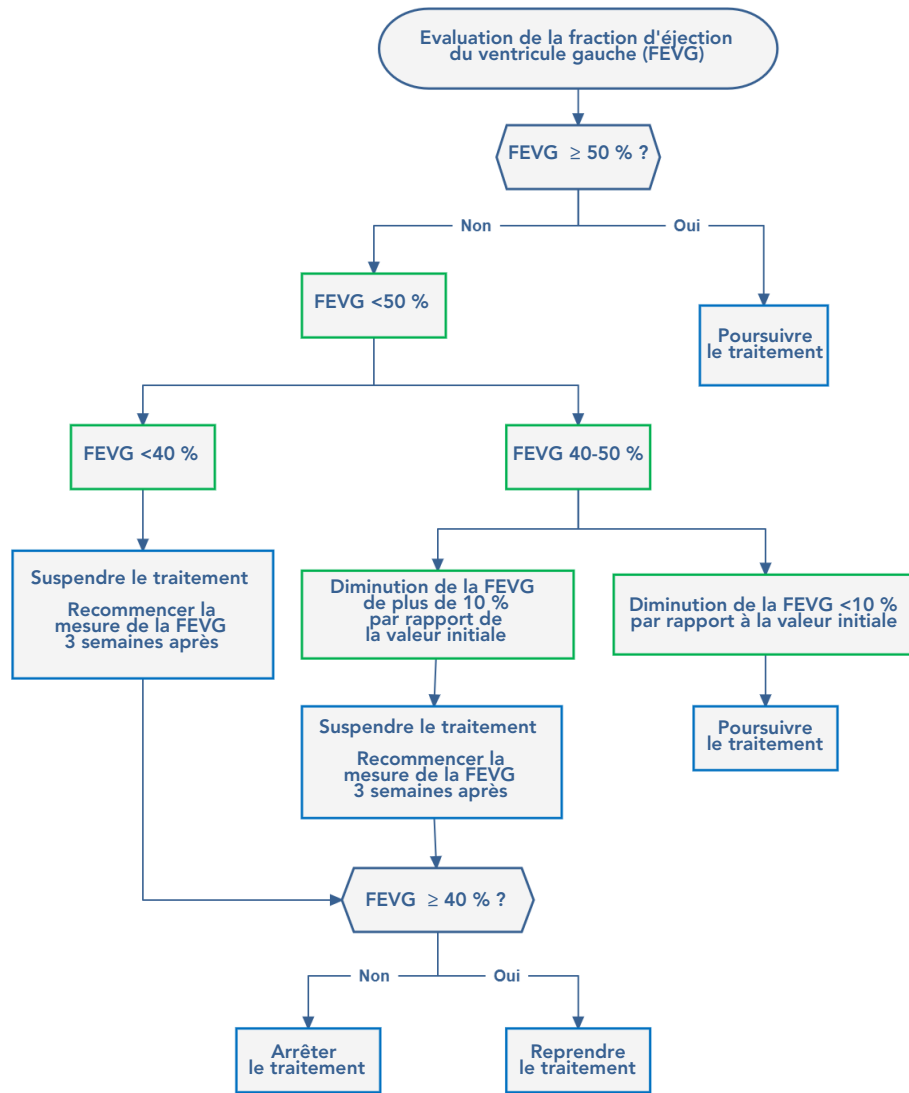 Evaluation de la fraction d'éjection
du ventricule gauche (FEVG)
FEVG ≥ 50 % ?
Non
Oui
FEVG <50 %
Poursuivre
le traitement
FEVG <40 %
FEVG 40-50 %
Suspendre le traitement
Recommencer la
mesure de la FEVG
3 semaines après
Diminution de la FEVG
de plus de 10 %
par rapport de
la valeur initiale
Diminution de la FEVG <10 %
par rapport à la valeur initiale
Suspendre le traitement
Recommencer la
mesure de la FEVG
3 semaines après
Poursuivre
le traitement
FEVG ≥ 40 % ?
Non
Oui
Arrêter
le traitement
Reprendre
le traitement